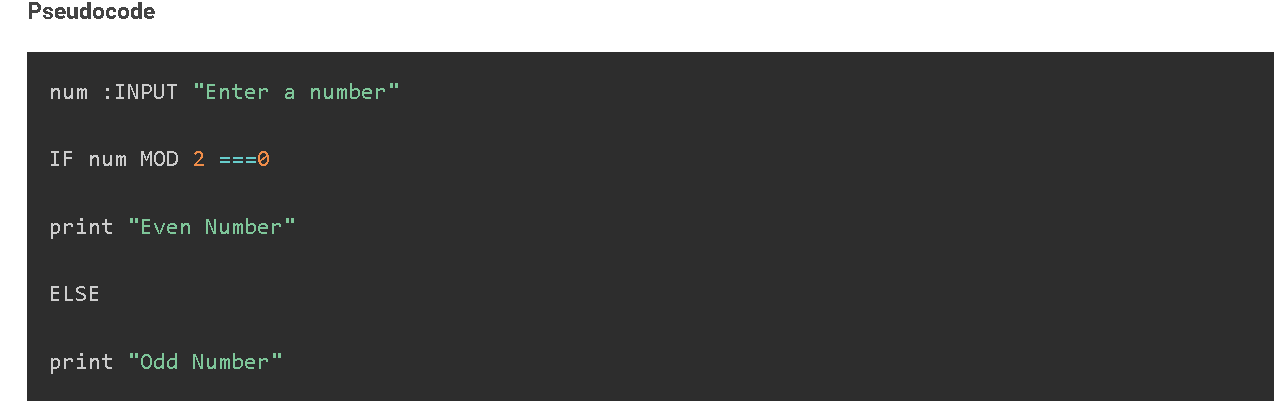 Pseudocode
num :INPUT "Enter a number"
IF num MOD 2 ===0
print "Even Number"
ELSE
print "Odd Number"